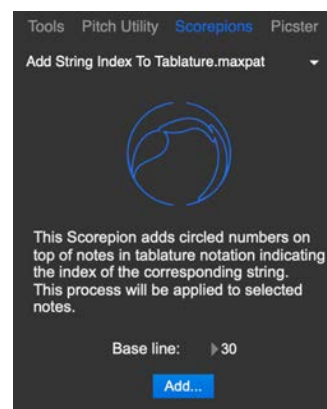 Tools Pitch Utility Scorepions Picster
Add String Index To Tablature.maxpat
This Scorepion adds circled numbers on
top of notes in tablature notation indicating
the index of the corresponding string.
This process will be applied to selected
notes.
Base line: 30
Add...